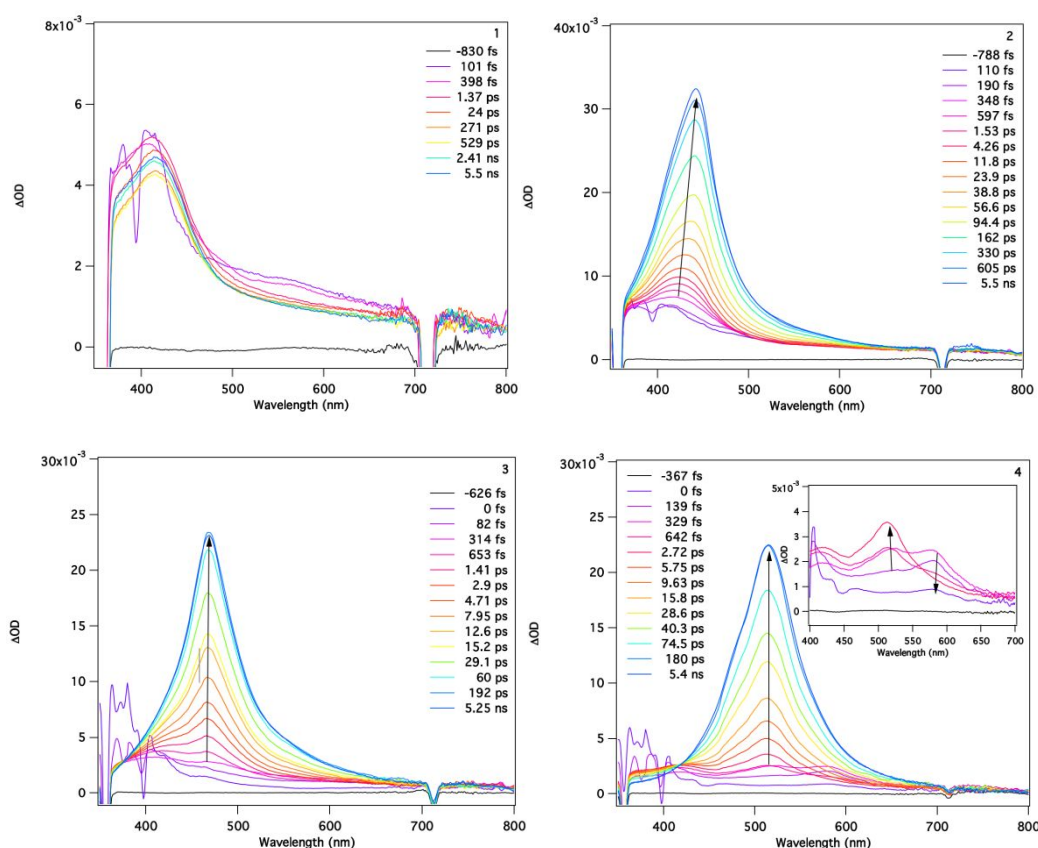 8x10⁻³
6
4
2
0
ΔOD
400 500 600 700 800
Wavelength (nm)
1
-830 fs
101 fs
398 fs
1.37 ps
24 ps
271 ps
529 ps
2.41 ns
5.5 ns
40x10⁻³
30
20
10
0
ΔOD
400 500 600 700 800
Wavelength (nm)
2
-788 fs
110 fs
190 fs
348 fs
597 fs
1.53 ps
4.26 ps
11.8 ps
23.9 ps
38.8 ps
56.6 ps
94.4 ps
162 ps
330 ps
605 ps
5.5 ns
30x10⁻³
25
20
15
10
5
0
ΔOD
400 500 600 700 800
Wavelength (nm)
3
-626 fs
0 fs
82 fs
314 fs
653 fs
1.41 ps
2.9 ps
4.71 ps
7.95 ps
12.6 ps
15.2 ps
29.1 ps
60 ps
192 ps
5.25 ns
30x10⁻³
25
20
15
10
5
0
ΔOD
400 500 600 700 800
Wavelength (nm)
4
-367 fs
0 fs
139 fs
329 fs
642 fs
2.72 ps
5.75 ps
9.63 ps
15.8 ps
28.6 ps
40.3 ps
74.5 ps
180 ps
5.4 ns
5x10⁻³
4
3
2
1
0
ΔOD
400 450 500 550 600 650 700
Wavelength (nm)